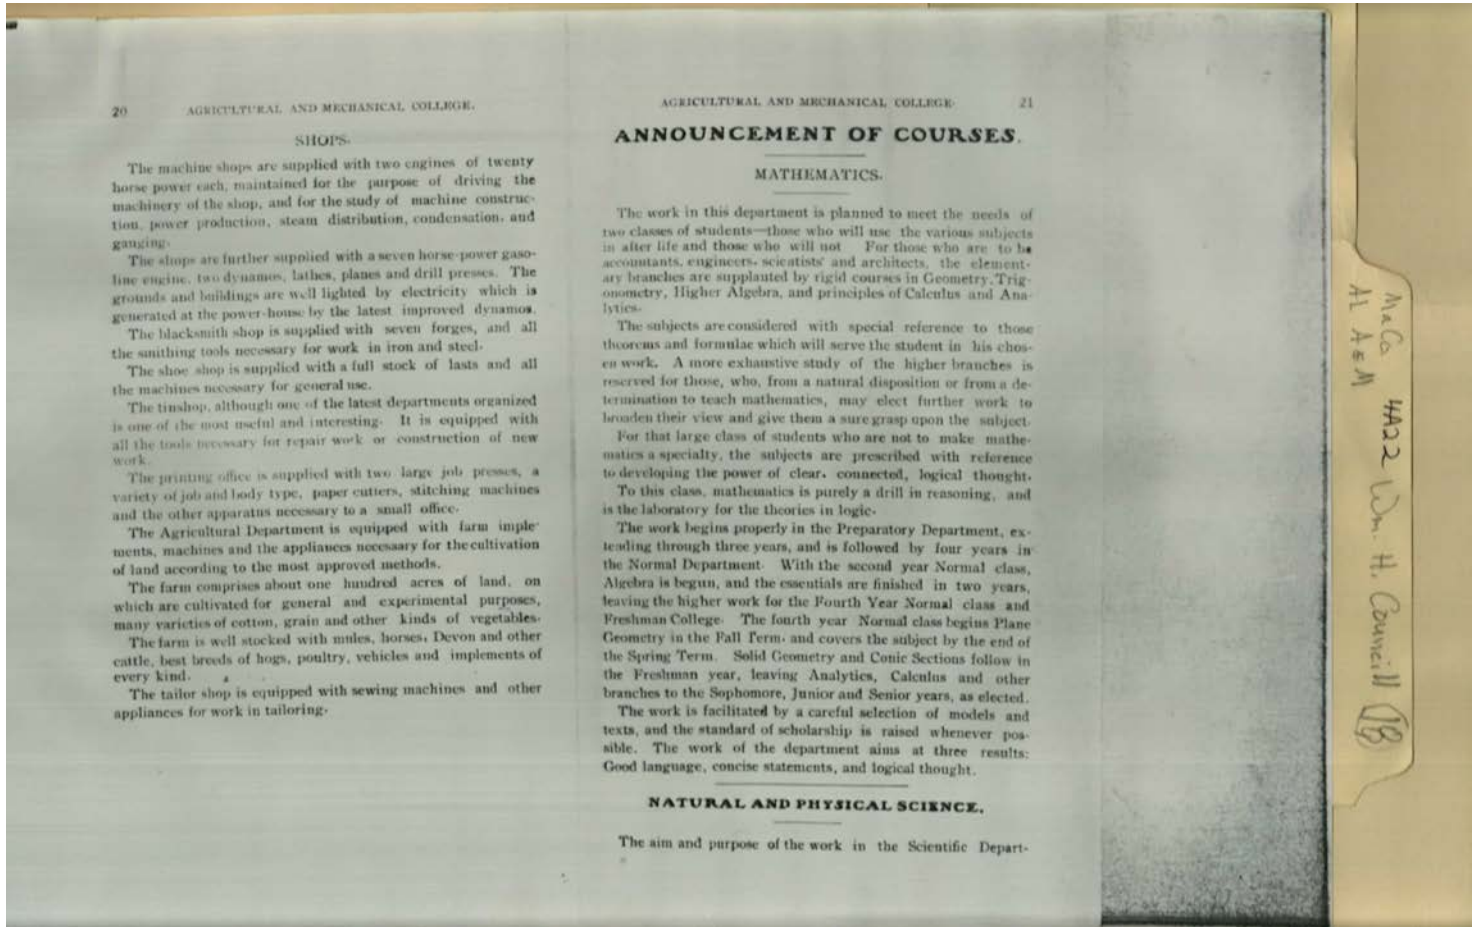 20 AGRICULTURAL AND MECHANICAL COLLEGE.
SHOPS.
The machine shops are supplied with two engines of twenty
horse power each, maintained for the purpose of driving the
machinery of the shop, and for the study of machine construc-
tion, power production, steam distribution, condensation, and
gauging.
The shops are further supplied with a seven horse-power gaso-
line engine, two dynamos, lathes, planes and drill presses. The
grounds and buildings are well lighted by electricity which is
generated at the power-house by the latest improved dynamos.
The blacksmith shop is supplied with seven forges, and all
the smithing tools necessary for work in iron and steel.
The shoe shop is supplied with a full stock of lasts and all
the machines necessary for general use.
The tinshop, although one of the latest departments organized
is one of the most useful and interesting. It is equipped with
all the tools necessary for repair work or construction of new
work.
The printing office is supplied with two large job presses, a
variety of job and body type, paper cutters, stitching machines
and the other apparatus necessary to a small office.
The Agricultural Department is equipped with farm imple-
ments, machines and the appliances necessary for the cultivation
of land according to the most approved methods.
The farm comprises about one hundred acres of land, on
which are cultivated for general and experimental purposes,
many varieties of cotton, grain and other kinds of vegetables.
The farm is well stocked with mules, horses, Devon and other
cattle, best breeds of hogs, poultry, vehicles and implements of
every kind.
The tailor shop is equipped with sewing machines and other
appliances for work in tailoring.
AGRICULTURAL AND MECHANICAL COLLEGE. 21
ANNOUNCEMENT OF COURSES.
MATHEMATICS.
The work in this department is planned to meet the needs of
two classes of students—those who will use the various subjects
in after life and those who will not For those who are to be
accountants, engineers, scientists' and architects, the element-
ary branches are supplauted by rigid courses in Geometry, Trig-
onometry, Higher Algebra, and principles of Calculus and Ana-
lytics.
The subjects are considered with special reference to those
theorems and formulae which will serve the student in his chos-
en work. A more exhaustive study of the higher branches is
reserved for those, who, from a natural disposition or from a de-
termination to teach mathematics, may elect further work to
broaden their view and give them a sure grasp upon the subject.
For that large class of students who are not to make mathe-
matics a specialty, the subjects are prescribed with reference
to developing the power of clear, connected, logical thought.
To this class, mathematics is purely a drill in reasoning, and
is the laboratory for the theories in logic.
The work begins properly in the Preparatory Department, ex-
teading through three years, and is followed by four years in
the Normal Department. With the second year Normal class,
Algebra is begun, and the essentials are finished in two years,
leaving the higher work for the Fourth Year Normal class and
Freshman College. The fourth year Normal class begins Plane
Geometry in the Fall Term, and covers the subject by the end of
the Spring Term. Solid Geometry and Conic Sections follow in
the Freshman year, leaving Analytics, Calculus and other
branches to the Sophomore, Junior and Senior years, as elected.
The work is facilitated by a careful selection of models and
texts, and the standard of scholarship is raised whenever pos-
sible. The work of the department aims at three results:
Good language, concise statements, and logical thought.
NATURAL AND PHYSICAL SCIENCE.
The aim and purpose of the work in the Scientific Depart-
MaCo 4A22 Wm. H. Councill JB
Al A&M